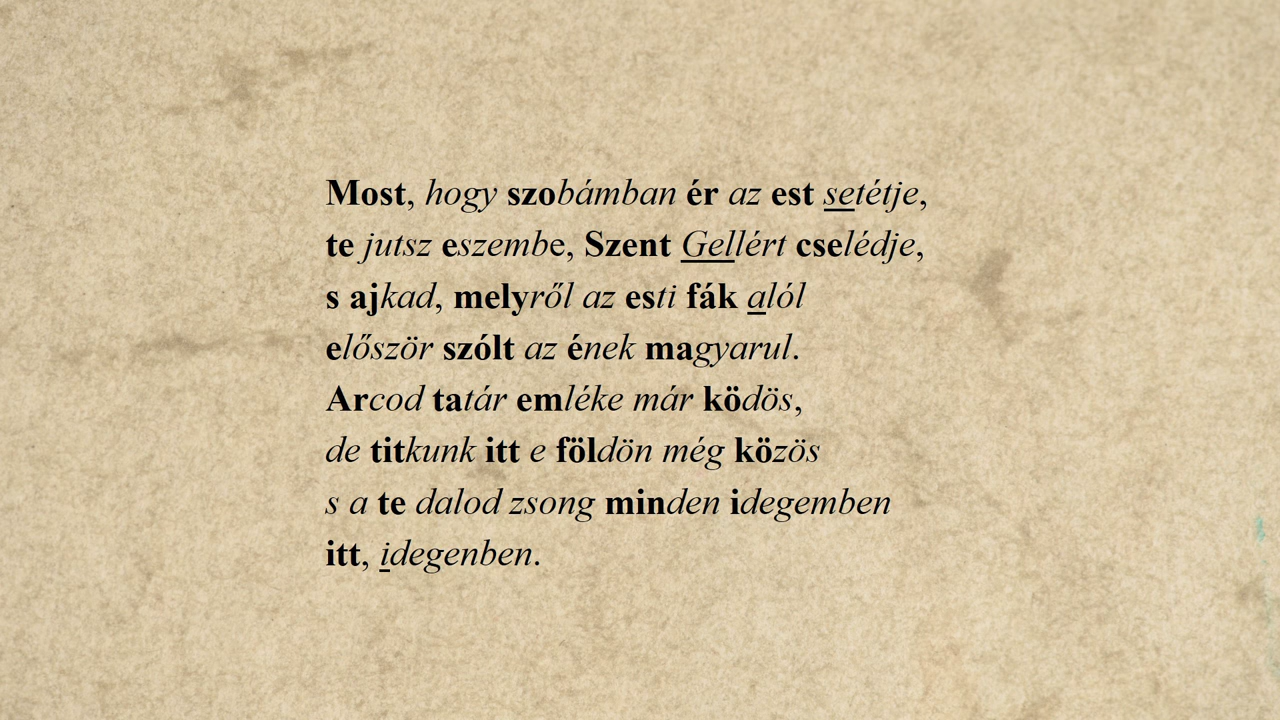 Most, hogy szobámban ér az est setétje,
te jutsz eszembe, Szent Gellért cselédje,
s ajkad, melyről az esti fák alól
először szólt az ének magyarul.
Arcod tatár emléke már ködös,
de titkunk itt e földön még közös
s a te dalod zsong minden idegemben
itt, idegenben.